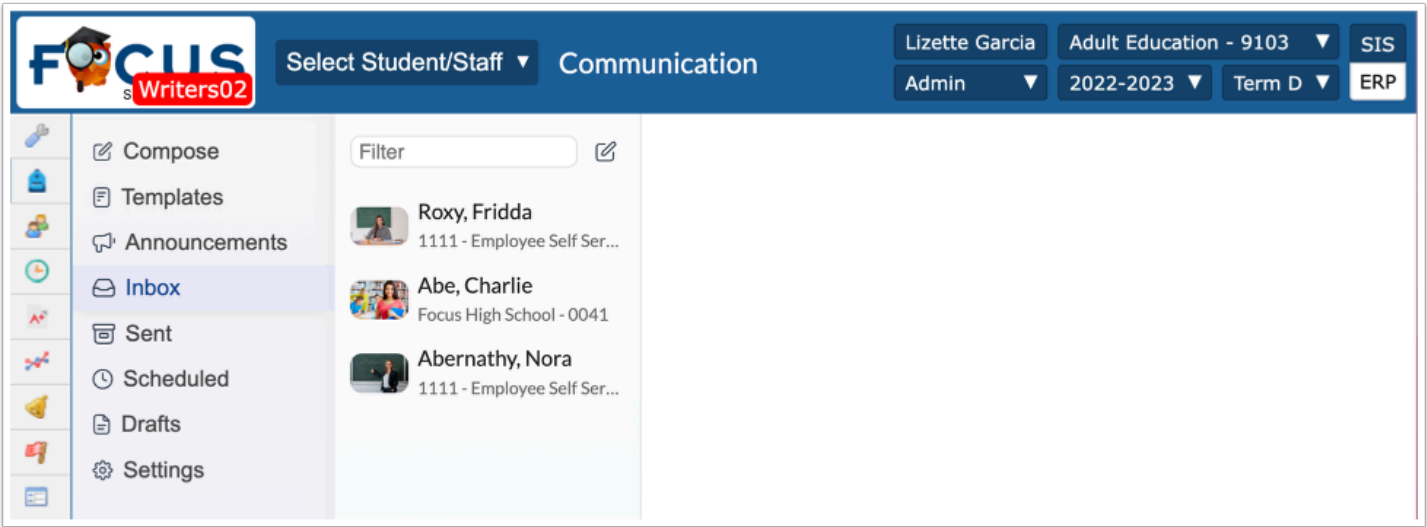 FOCUS
S
Writers02
Select Student/Staff ▼
Communication
Lizette Garcia
Adult Education - 9103 ▼
SIS
Admin ▼
2022-2023 ▼
Term D ▼
ERP
A+
Compose
Templates
Announcements
Inbox
Sent
Scheduled
Drafts
Settings
Filter
Roxy, Fridda
1111 - Employee Self Ser...
Abe, Charlie
Focus High School - 0041
Abernathy, Nora
1111 - Employee Self Ser...